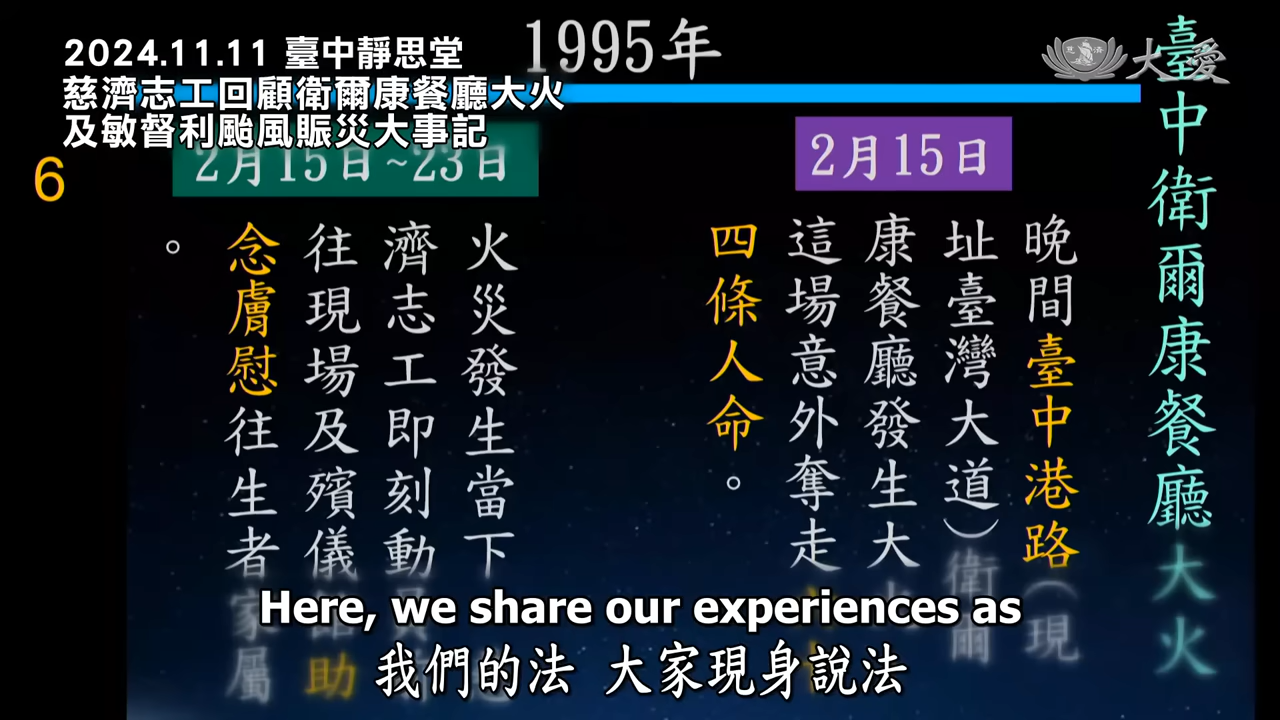 2024.11.11 臺中靜思堂
慈濟志工回顧衛爾康餐廳大火
及敏督利颱風賑災大事記
大愛
臺中衛爾康餐廳大火
1995年
2月15日
晚間臺中港路(現
址臺灣大道)衛爾
康餐廳發生大
這場意外奪走
四條人命。
2月15日~23日
6
火災發生當下
濟志工即刻動
往現場及殯儀 助
念膚慰往生者家屬
。
Here, we share our experiences as
我們的法 大家現身說法